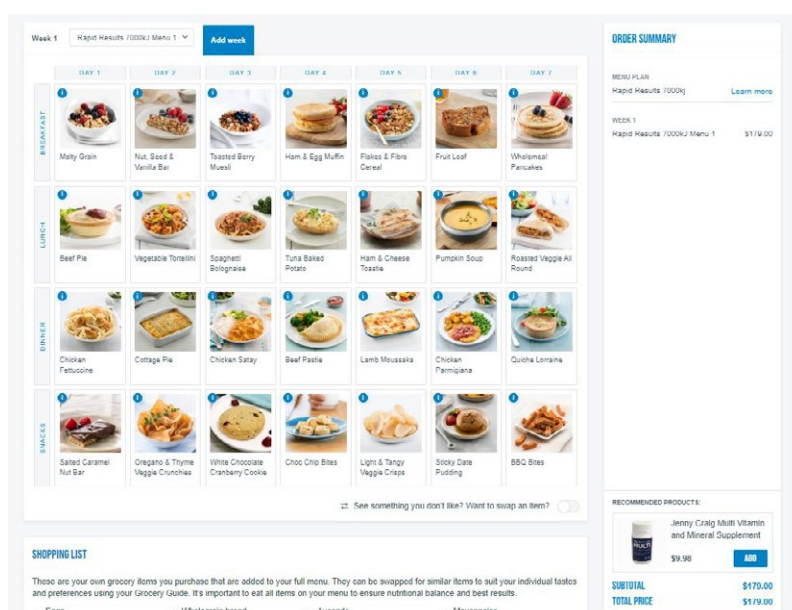 Week 1
Rapid Results 7000kJ Menu 1
Add week
DAY 1 DAY 2 DAY 3 DAY 4 DAY 5 DAY 6 DAY 7
BREAKFAST
Malty Grain
Nut, Seed &
Vanilla Bar
Toasted Berry
Muesli
Ham & Egg Muffin
Flakes & Fibre
Cereal
Fruit Loaf
Wholemeal
Pancakes
LUNCH
Beef Pie
Vegetable Tortellini
Spaghetti
Bolognaise
Tuna Baked
Potato
Ham & Cheese
Toastie
Pumpkin Soup
Roasted Veggie All
Round
DINNER
Chicken
Fettuccine
Cottage Pie
Chicken Satay
Beef Pastie
Lamb Moussaka
Chicken
Parmigiana
Quiche Lorraine
SNACKS
Salted Caramel
Nut Bar
Oregano & Thyme
Veggie Crunchies
White Chocolate
Cranberry Cookie
Choc Chip Bites
Light & Tangy
Veggie Crisps
Sticky Date
Pudding
BBQ Bites
See something you don't like? Want to swap an item?
SHOPPING LIST
These are your own grocery items you purchase that are added to your full menu. They can be swapped for similar items to suit your individual tastes
and preferences using your Grocery Guide. It's important to eat all items on your menu to ensure nutritional balance and best results.
ORDER SUMMARY
MENU PLAN
Rapid Results 7000kj Learn more
WEEK 1
Rapid Results 7000kJ Menu 1 $179.00
RECOMMENDED PRODUCTS:
MULTI
Jenny Craig Multi Vitamin
and Mineral Supplement
$9.98 ADD
SUBTOTAL $179.00
TOTAL PRICE $179.00